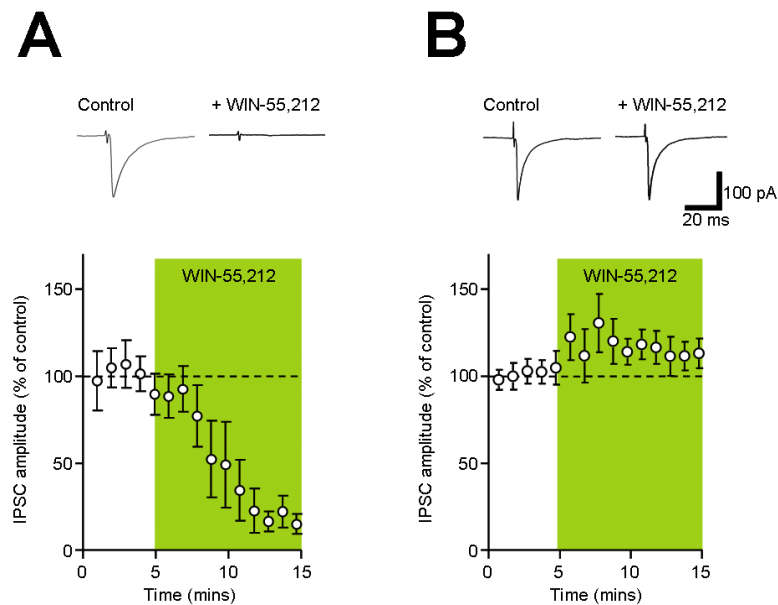 A
B
Control
+ WIN-55,212
Control
+ WIN-55,212
100 pA
20 ms
WIN-55,212
150
100
50
0
IPSC amplitude (% of control)
0
5
10
15
Time (mins)
WIN-55,212
150
100
50
0
IPSC amplitude (% of control)
0
5
10
15
Time (mins)